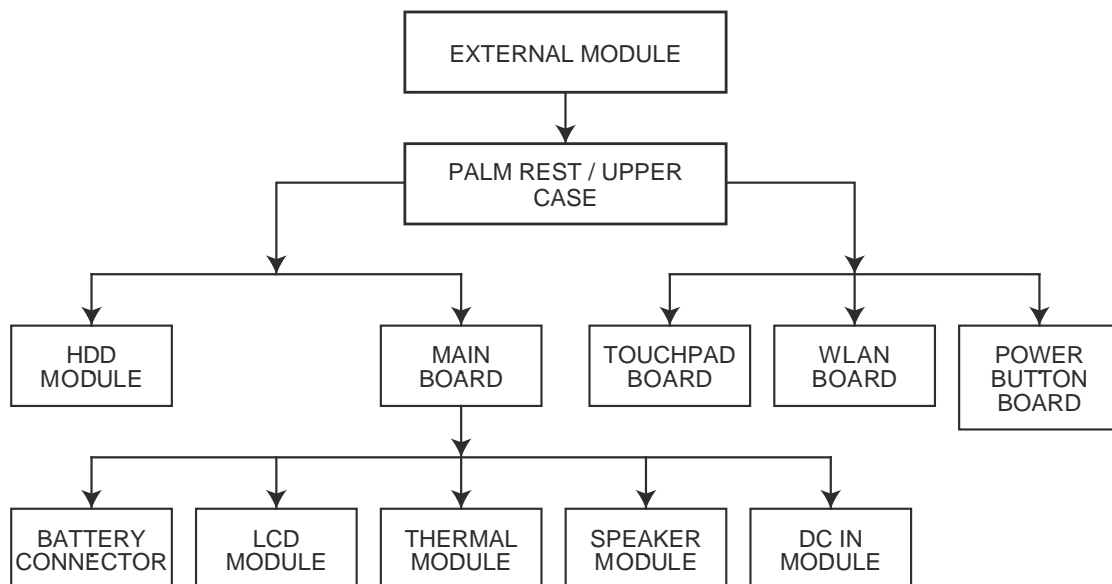 EXTERNAL MODULE
PALM REST / UPPER
CASE
HDD
MODULE
MAIN
BOARD
TOUCHPAD
BOARD
WLAN
BOARD
POWER
BUTTON
BOARD
BATTERY
CONNECTOR
LCD
MODULE
THERMAL
MODULE
SPEAKER
MODULE
DC IN
MODULE